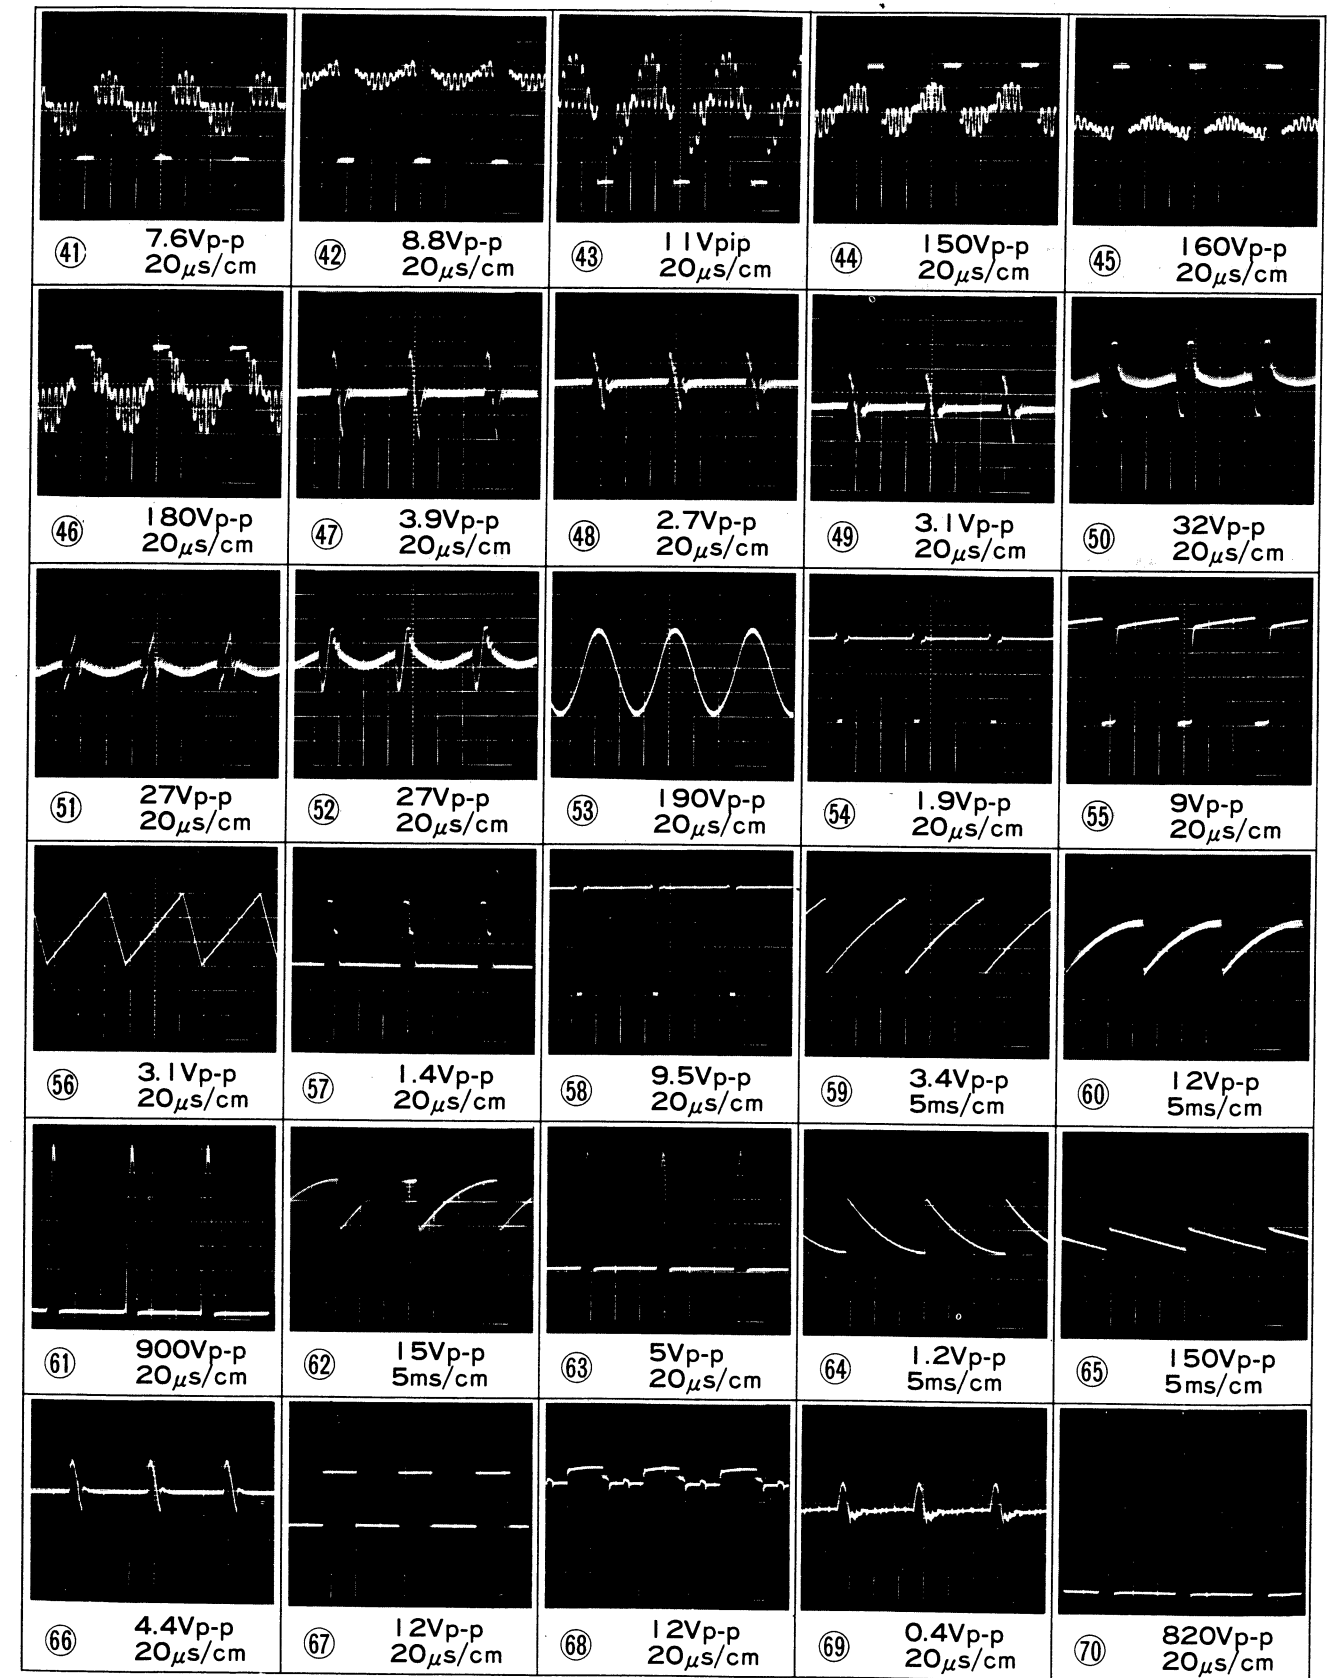 ㊶ 7.6Vp-p
20μs/cm
㊷ 8.8Vp-p
20μs/cm
㊸ 11Vpip
20μs/cm
㊹ 150Vp-p
20μs/cm
㊺ 160Vp-p
20μs/cm
㊻ 180Vp-p
20μs/cm
㊼ 3.9Vp-p
20μs/cm
㊽ 2.7Vp-p
20μs/cm
㊾ 3.1Vp-p
20μs/cm
㊿ 32Vp-p
20μs/cm
51 27Vp-p
20μs/cm
52 27Vp-p
20μs/cm
53 190Vp-p
20μs/cm
54 1.9Vp-p
20μs/cm
55 9Vp-p
20μs/cm
56 3.1Vp-p
20μs/cm
57 1.4Vp-p
20μs/cm
58 9.5Vp-p
20μs/cm
59 3.4Vp-p
5ms/cm
60 12Vp-p
5ms/cm
61 900Vp-p
20μs/cm
62 15Vp-p
5ms/cm
63 5Vp-p
20μs/cm
64 1.2Vp-p
5ms/cm
65 150Vp-p
5ms/cm
66 4.4Vp-p
20μs/cm
67 12Vp-p
20μs/cm
68 12Vp-p
20μs/cm
69 0.4Vp-p
20μs/cm
70 820Vp-p
20μs/cm